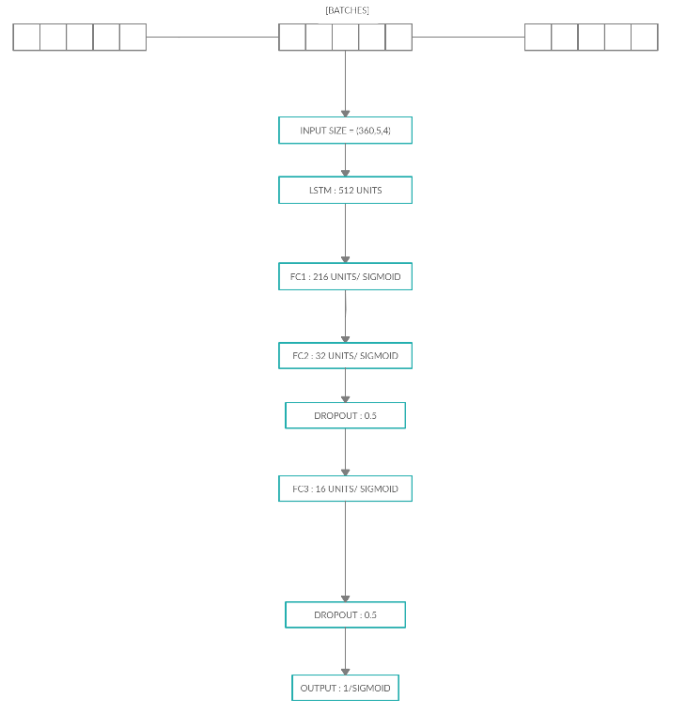 [BATCHES]
INPUT SIZE = (360,5,4)
LSTM : 512 UNITS
FC1 : 216 UNITS/ SIGMOID
FC2 : 32 UNITS/ SIGMOID
DROPOUT : 0.5
FC3 : 16 UNITS/ SIGMOID
DROPOUT : 0.5
OUTPUT : 1/SIGMOID